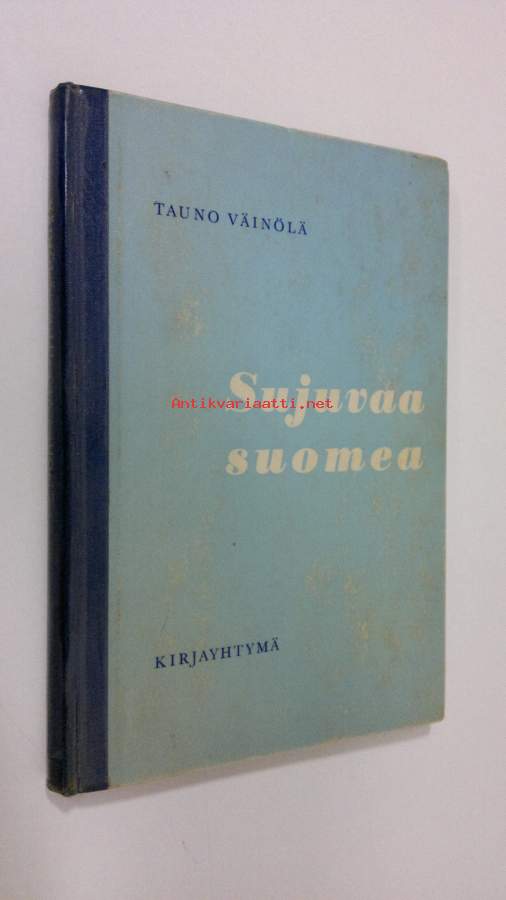 TAUNO VÄINÖLÄ
Sujuvaa
Antikvariaatti.net
suomea
KIRJAYHTYMÄ